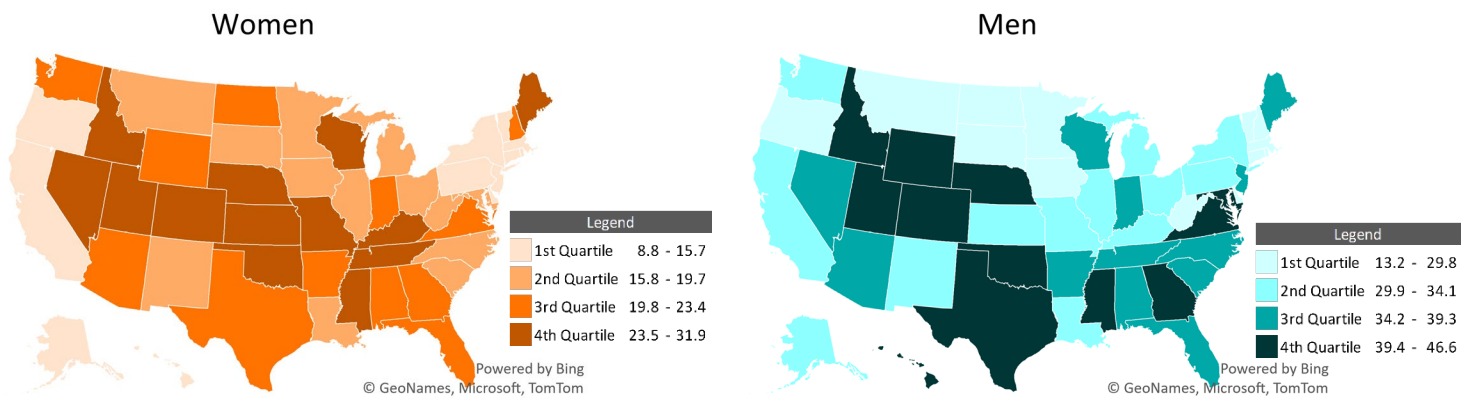 Women
Legend
1st Quartile 8.8 - 15.7
2nd Quartile 15.8 - 19.7
3rd Quartile 19.8 - 23.4
4th Quartile 23.5 - 31.9
Powered by Bing
© GeoNames, Microsoft, TomTom
Men
Legend
1st Quartile 13.2 - 29.8
2nd Quartile 29.9 - 34.1
3rd Quartile 34.2 - 39.3
4th Quartile 39.4 - 46.6
Powered by Bing
© GeoNames, Microsoft, TomTom